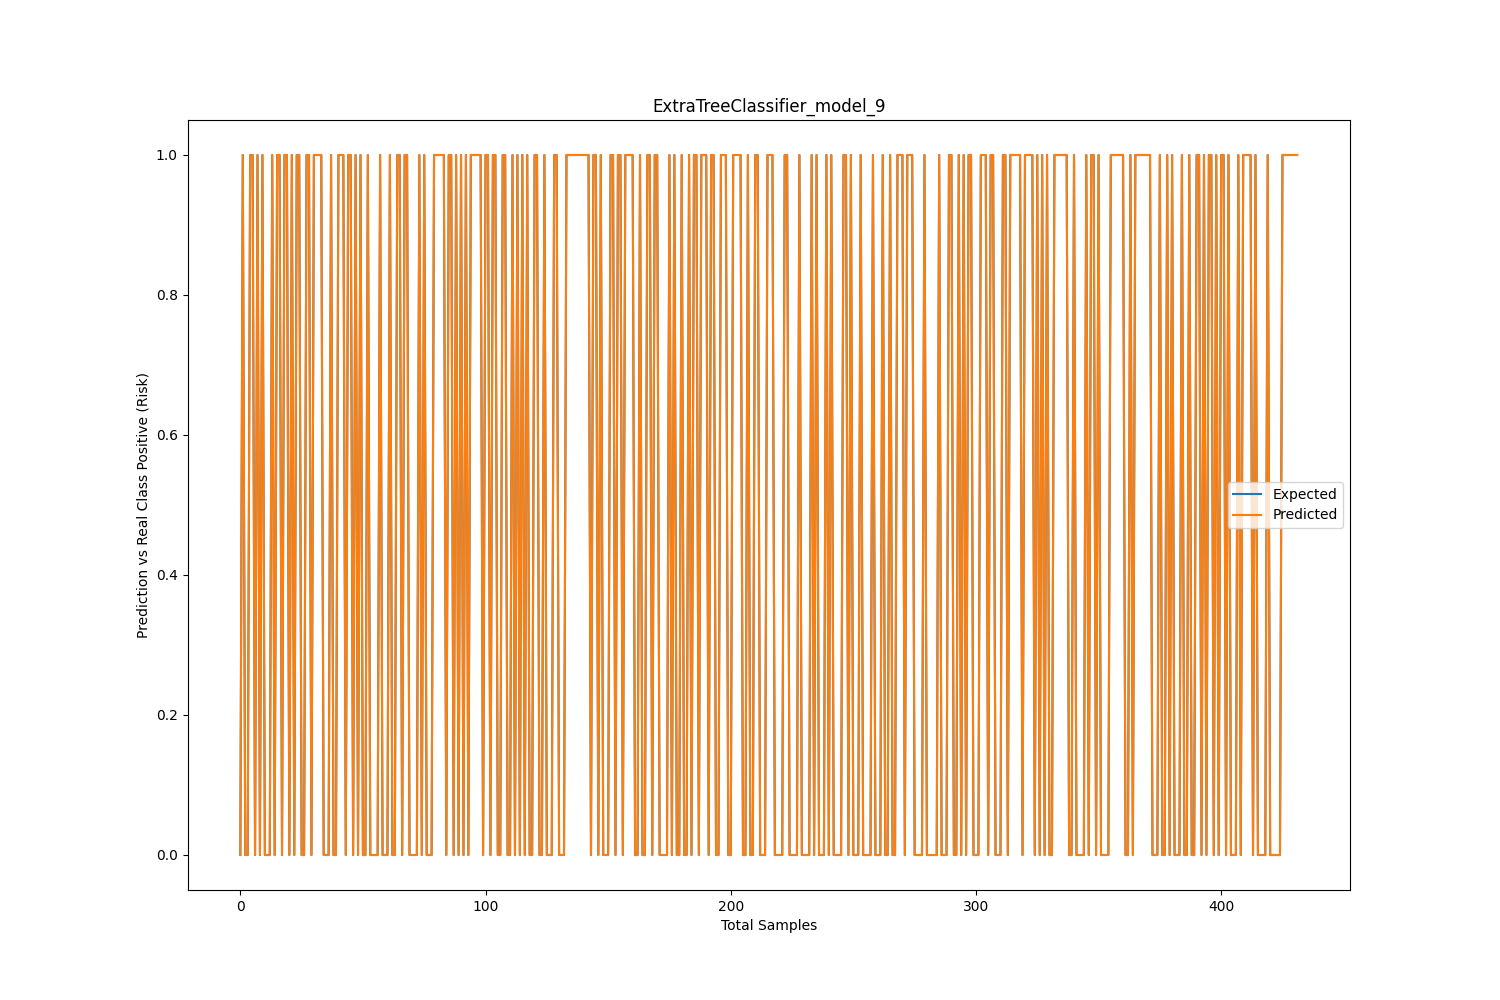 ExtraTreeClassifier_model_9
1.0
0.8
0.6
0.4
0.2
0.0
Prediction vs Real Class Positive (Risk)
Expected
Predicted
0 100 200 300 400
Total Samples